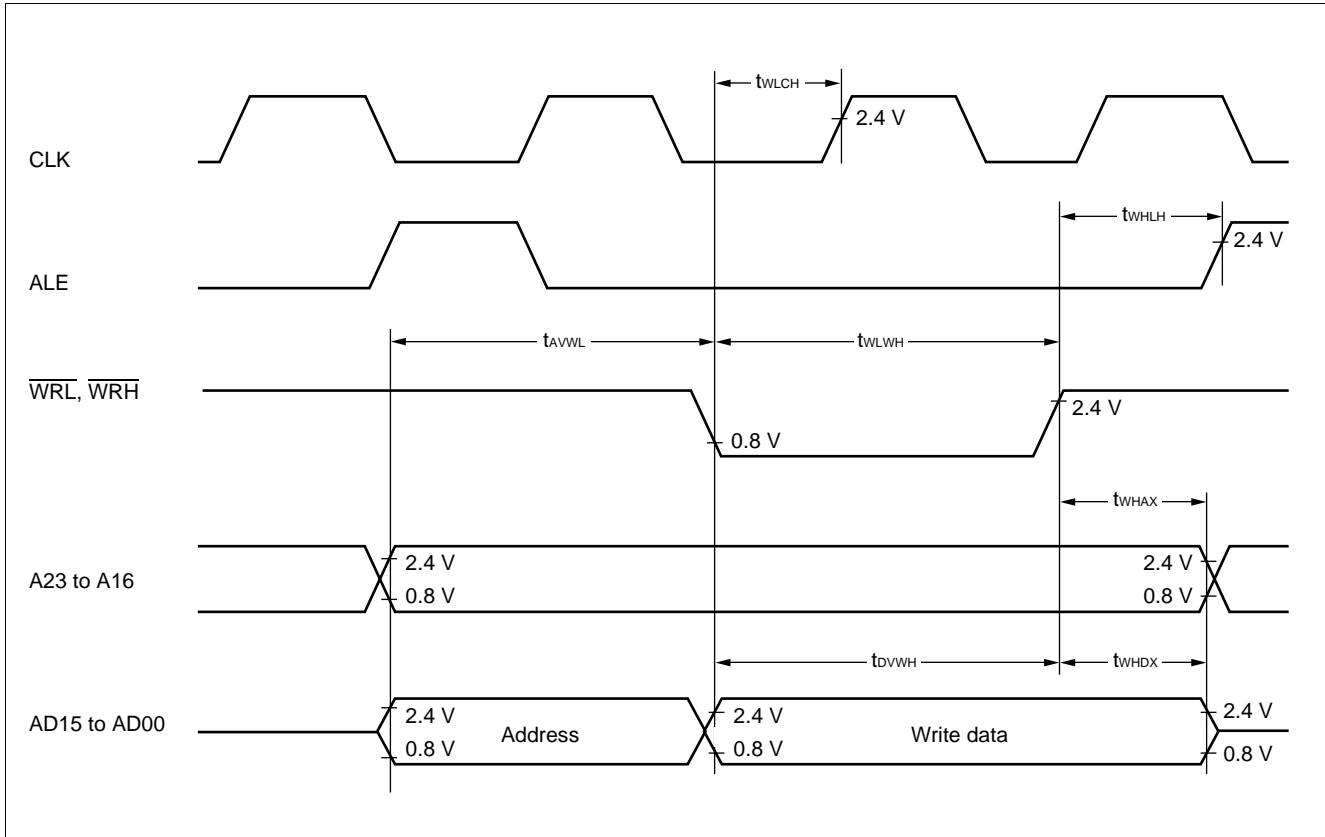 tWLCH
2.4 V
CLK
tWHLH
2.4 V
ALE
tAVWL
tWLWH
WRL, WRH
2.4 V
0.8 V
tWHAX
2.4 V
2.4 V
A23 to A16
0.8 V
0.8 V
tDVWH
tWHDX
2.4 V
2.4 V
2.4 V
AD15 to AD00
Address
Write data
0.8 V
0.8 V
0.8 V